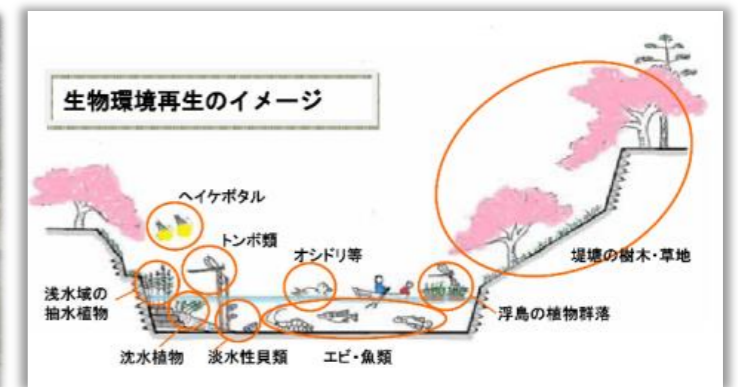 生物環境再生のイメージ
ヘイケボタル
トンボ類
オシドリ等
堤塘の樹木・草地
浅水域の
抽水植物
浮島の植物群落
沈水植物
淡水性貝類
エビ・魚類